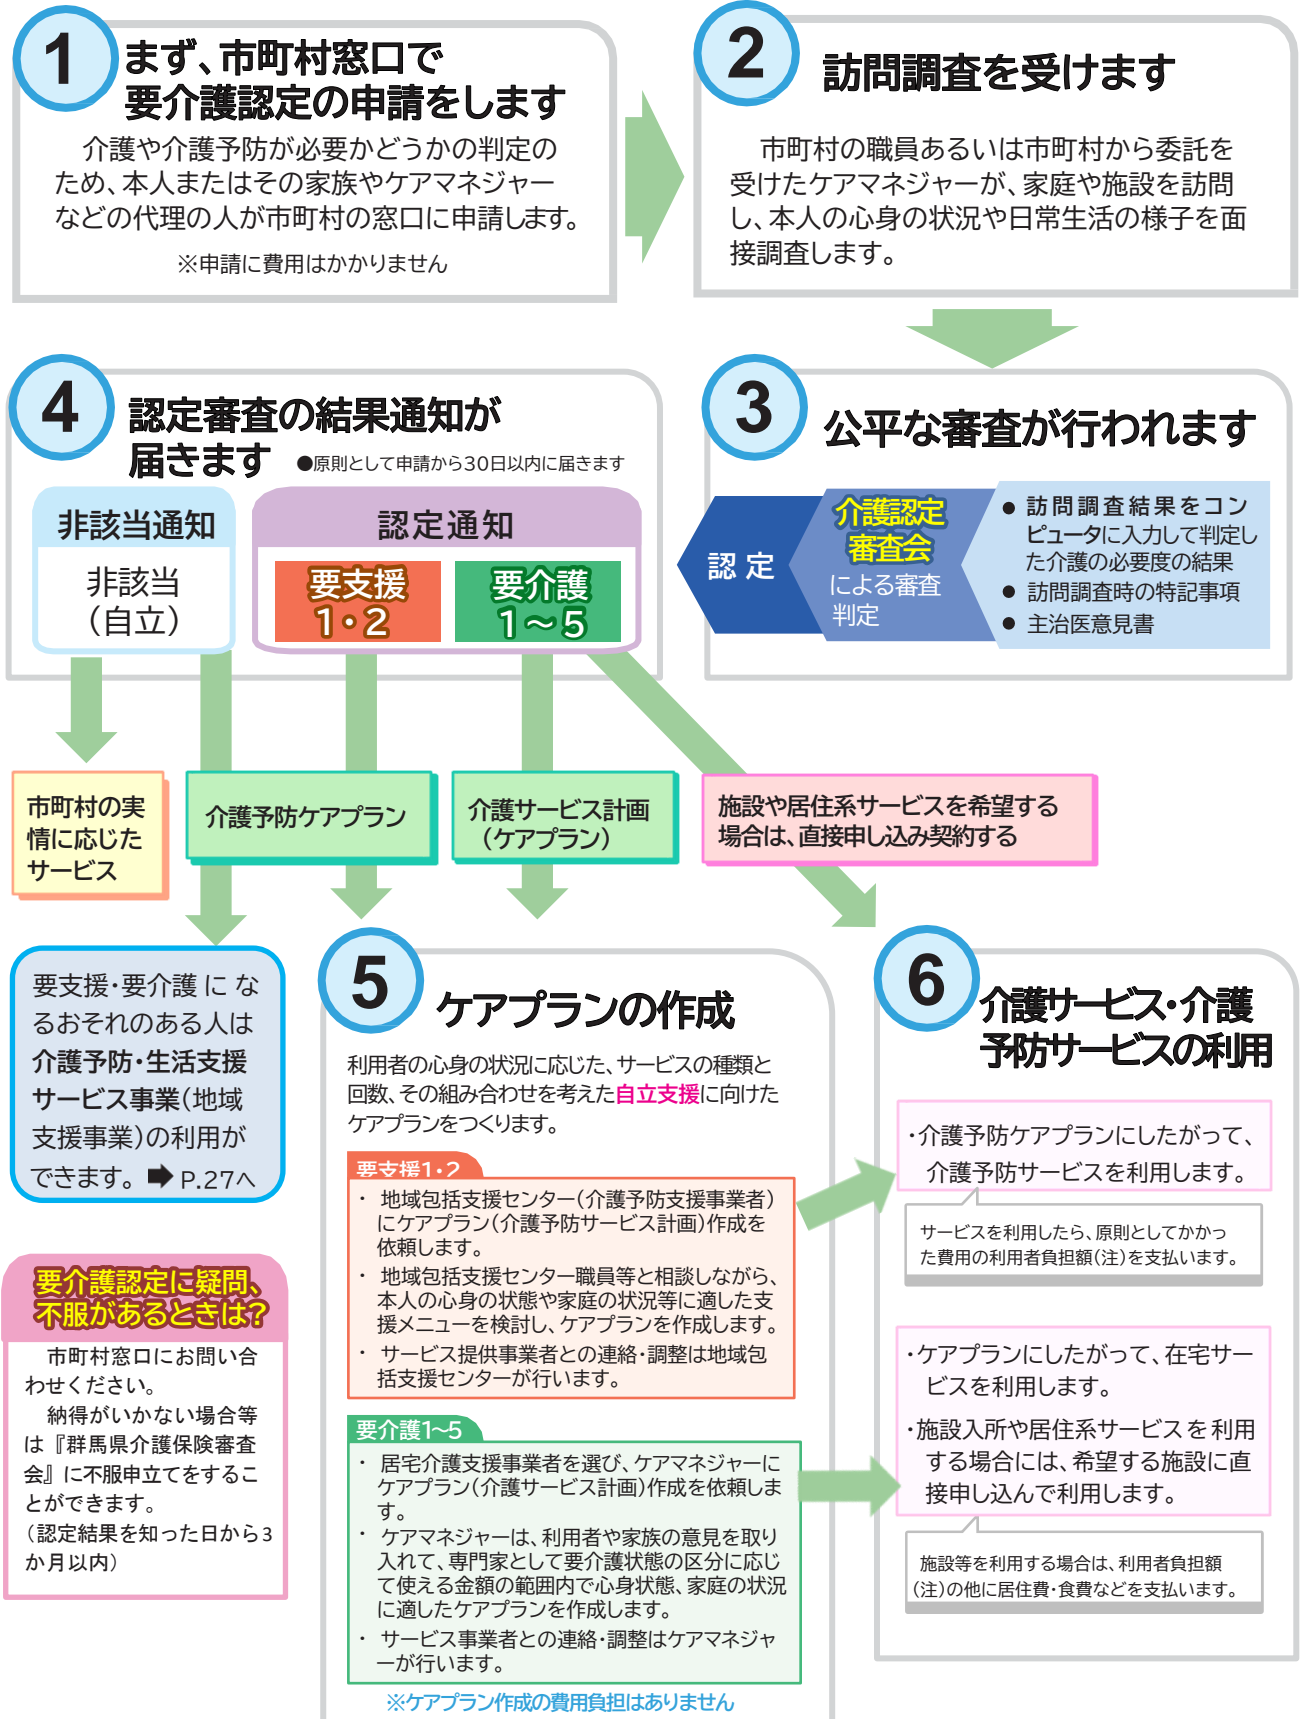 1
まず、市町村窓口で
要介護認定の申請をします
介護や介護予防が必要かどうかの判定の
ため、本人またはその家族やケアマネジャー
などの代理の人が市町村の窓口に申請します。
※申請に費用はかかりません
2
訪問調査を受けます
市町村の職員あるいは市町村から委託を
受けたケアマネジャーが、家庭や施設を訪問
し、本人の心身の状況や日常生活の様子を面
接調査します。
3
公平な審査が行われます
● 訪問調査結果をコン
ピュータに入力して判定し
た介護の必要度の結果
● 訪問調査時の特記事項
● 主治医意見書
介護認定
審査会
による審査
判定
認定
4
認定審査の結果通知が
届きます
●原則として申請から30日以内に届きます
非該当通知
非該当
（自立）
認定通知
要支援
1・2
要介護
1～5
市町村の実
情に応じた
サービス
介護予防ケアプラン
介護サービス計画
（ケアプラン）
施設や居住系サービスを希望する
場合は、直接申し込み契約する
要支援・要介護にな
るおそれのある人は
介護予防・生活支援
サービス事業(地域
支援事業)の利用が
できます。➡ P.27へ
要介護認定に疑問、
不服があるときは？
市町村窓口にお問い合
わせください。
納得がいかない場合等
は『群馬県介護保険審査
会』に不服申立てをするこ
とができます。
（認定結果を知った日から3
か月以内）
5
ケアプランの作成
利用者の心身の状況に応じた、サービスの種類と
回数、その組み合わせを考えた自立支援に向けた
ケアプランをつくります。
要支援1・2
・ 地域包括支援センター（介護予防支援事業者）
にケアプラン（介護予防サービス計画）作成を
依頼します。
・ 地域包括支援センター職員等と相談しながら、
本人の心身の状態や家庭の状況等に適した支
援メニューを検討し、ケアプランを作成します。
・ サービス提供事業者との連絡・調整は地域包
括支援センターが行います。
要介護1～5
・ 居宅介護支援事業者を選び、ケアマネジャーに
ケアプラン（介護サービス計画）作成を依頼しま
す。
・ ケアマネジャーは、利用者や家族の意見を取り
入れて、専門家として要介護状態の区分に応じ
て使える金額の範囲内で心身状態、家庭の状況
に適したケアプランを作成します。
・ サービス事業者との連絡・調整はケアマネジャ
ーが行います。
※ケアプラン作成の費用負担はありません
6
介護サービス・介護
予防サービスの利用
・介護予防ケアプランにしたがって、
介護予防サービスを利用します。
サービスを利用したら、原則としてかかっ
た費用の利用者負担額（注）を支払います。
・ケアプランにしたがって、在宅サー
ビスを利用します。
・施設入所や居住系サービスを利用
する場合には、希望する施設に直
接申し込んで利用します。
施設等を利用する場合は、利用者負担額
（注）の他に居住費・食費などを支払います。